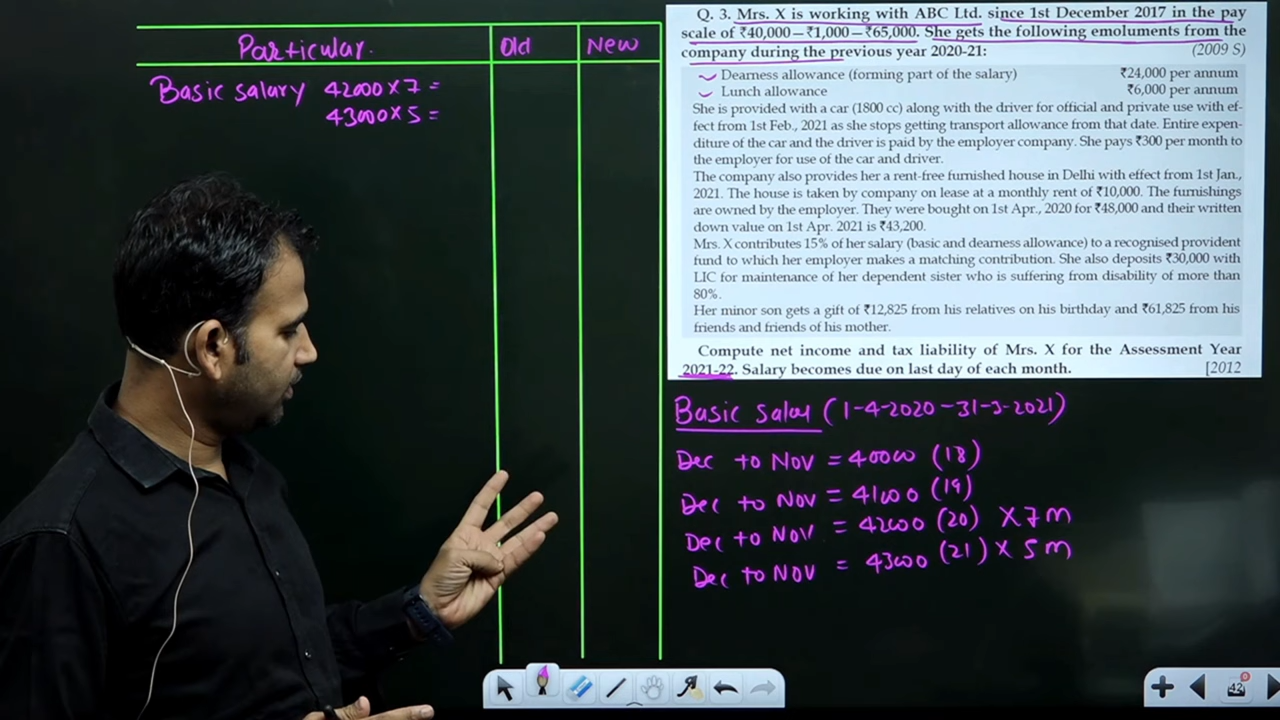 Particular.
Old
New
Basic salary 42000 X 7 =
43000 X 5 =
Q. 3. Mrs. X is working with ABC Ltd. since 1st December 2017 in the pay
scale of ₹40,000—₹1,000—₹65,000. She gets the following emoluments from the
company during the previous year 2020-21: (2009 S)
Dearness allowance (forming part of the salary) ₹24,000 per annum
Lunch allowance ₹6,000 per annum
She is provided with a car (1800 cc) along with the driver for official and private use with ef-
fect from 1st Feb., 2021 as she stops getting transport allowance from that date. Entire expen-
diture of the car and the driver is paid by the employer company. She pays ₹300 per month to
the employer for use of the car and driver.
The company also provides her a rent-free furnished house in Delhi with effect from 1st Jan.,
2021. The house is taken by company on lease at a monthly rent of ₹10,000. The furnishings
are owned by the employer. They were bought on 1st Apr., 2020 for ₹48,000 and their written
down value on 1st Apr. 2021 is ₹43,200.
Mrs. X contributes 15% of her salary (basic and dearness allowance) to a recognised provident
fund to which her employer makes a matching contribution. She also deposits ₹30,000 with
LIC for maintenance of her dependent sister who is suffering from disability of more than
80%.
Her minor son gets a gift of ₹12,825 from his relatives on his birthday and ₹61,825 from his
friends and friends of his mother.
Compute net income and tax liability of Mrs. X for the Assessment Year
2021-22. Salary becomes due on last day of each month. [2012
Basic salary (1-4-2020-31-3-2021)
Dec to Nov = 40000 (18)
Dec to Nov = 41000 (19)
Dec to Nov = 42000 (20) X 7 m
Dec to Nov = 43000 (21) X 5 m
42